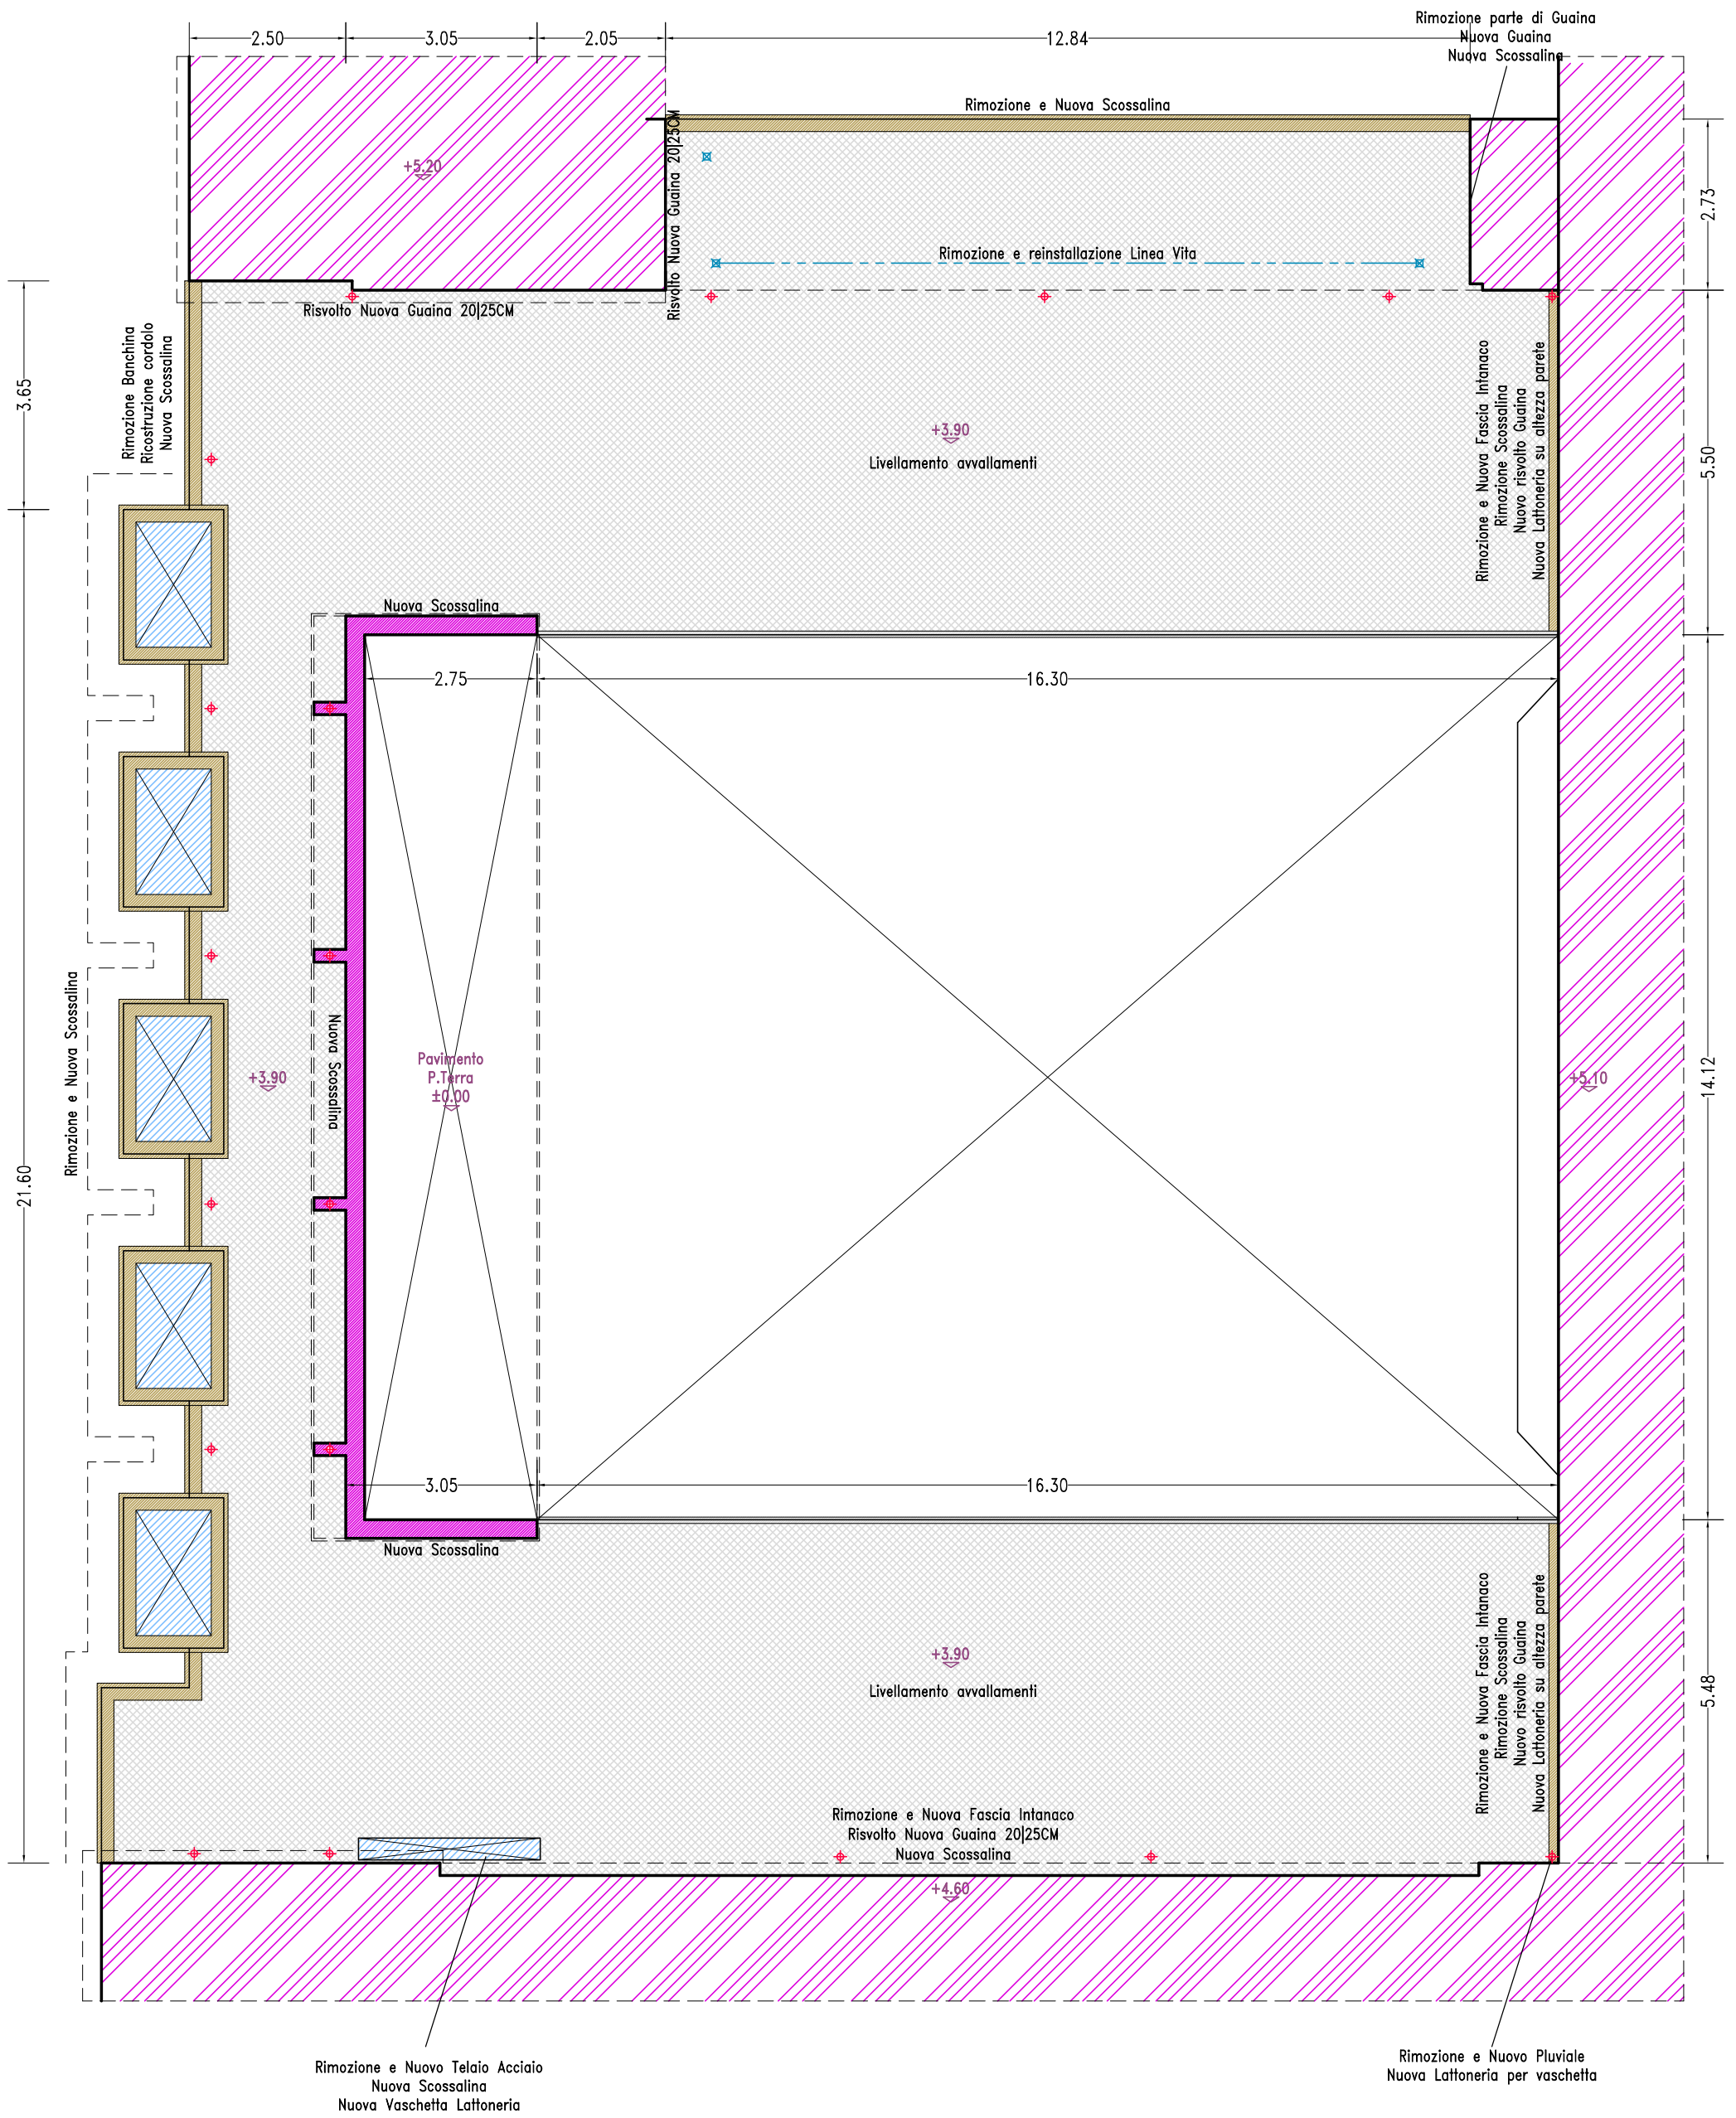 2.50
3.05
2.05
12.84
Rimozione parte di Guaina
Nuova Guaina
Nuova Scossalina
Rimozione e Nuova Scossalina
+5.20
Risvolto Nuova Guaina 20|25CM
2.73
Rimozione e reinstallazione Linea Vita
Risvolto Nuova Guaina 20|25CM
3.65
Rimozione Banchina
Ricostruzione cordolo
Nuova Scossalina
+3.90
Livellamento avvallamenti
Rimozione e Nuova Fascia Intanaco
Rimozione Scossalina
Nuovo risvolto Guaina
Nuova Lattoneria su altezza parete
5.50
Nuova Scossalina
2.75
16.30
Rimozione e Nuova Scossalina
21.60
+3.90
Nuova Scossalina
Pavimento
P.Terra
±0.00
+5.10
14.12
3.05
16.30
Nuova Scossalina
+3.90
Livellamento avvallamenti
Rimozione e Nuova Fascia Intanaco
Rimozione Scossalina
Nuovo risvolto Guaina
Nuova Lattoneria su altezza parete
5.48
Rimozione e Nuova Fascia Intanaco
Risvolto Nuova Guaina 20|25CM
Nuova Scossalina
+4.60
Rimozione e Nuovo Telaio Acciaio
Nuova Scossalina
Nuova Vaschetta Lattoneria
Rimozione e Nuovo Pluviale
Nuova Lattoneria per vaschetta